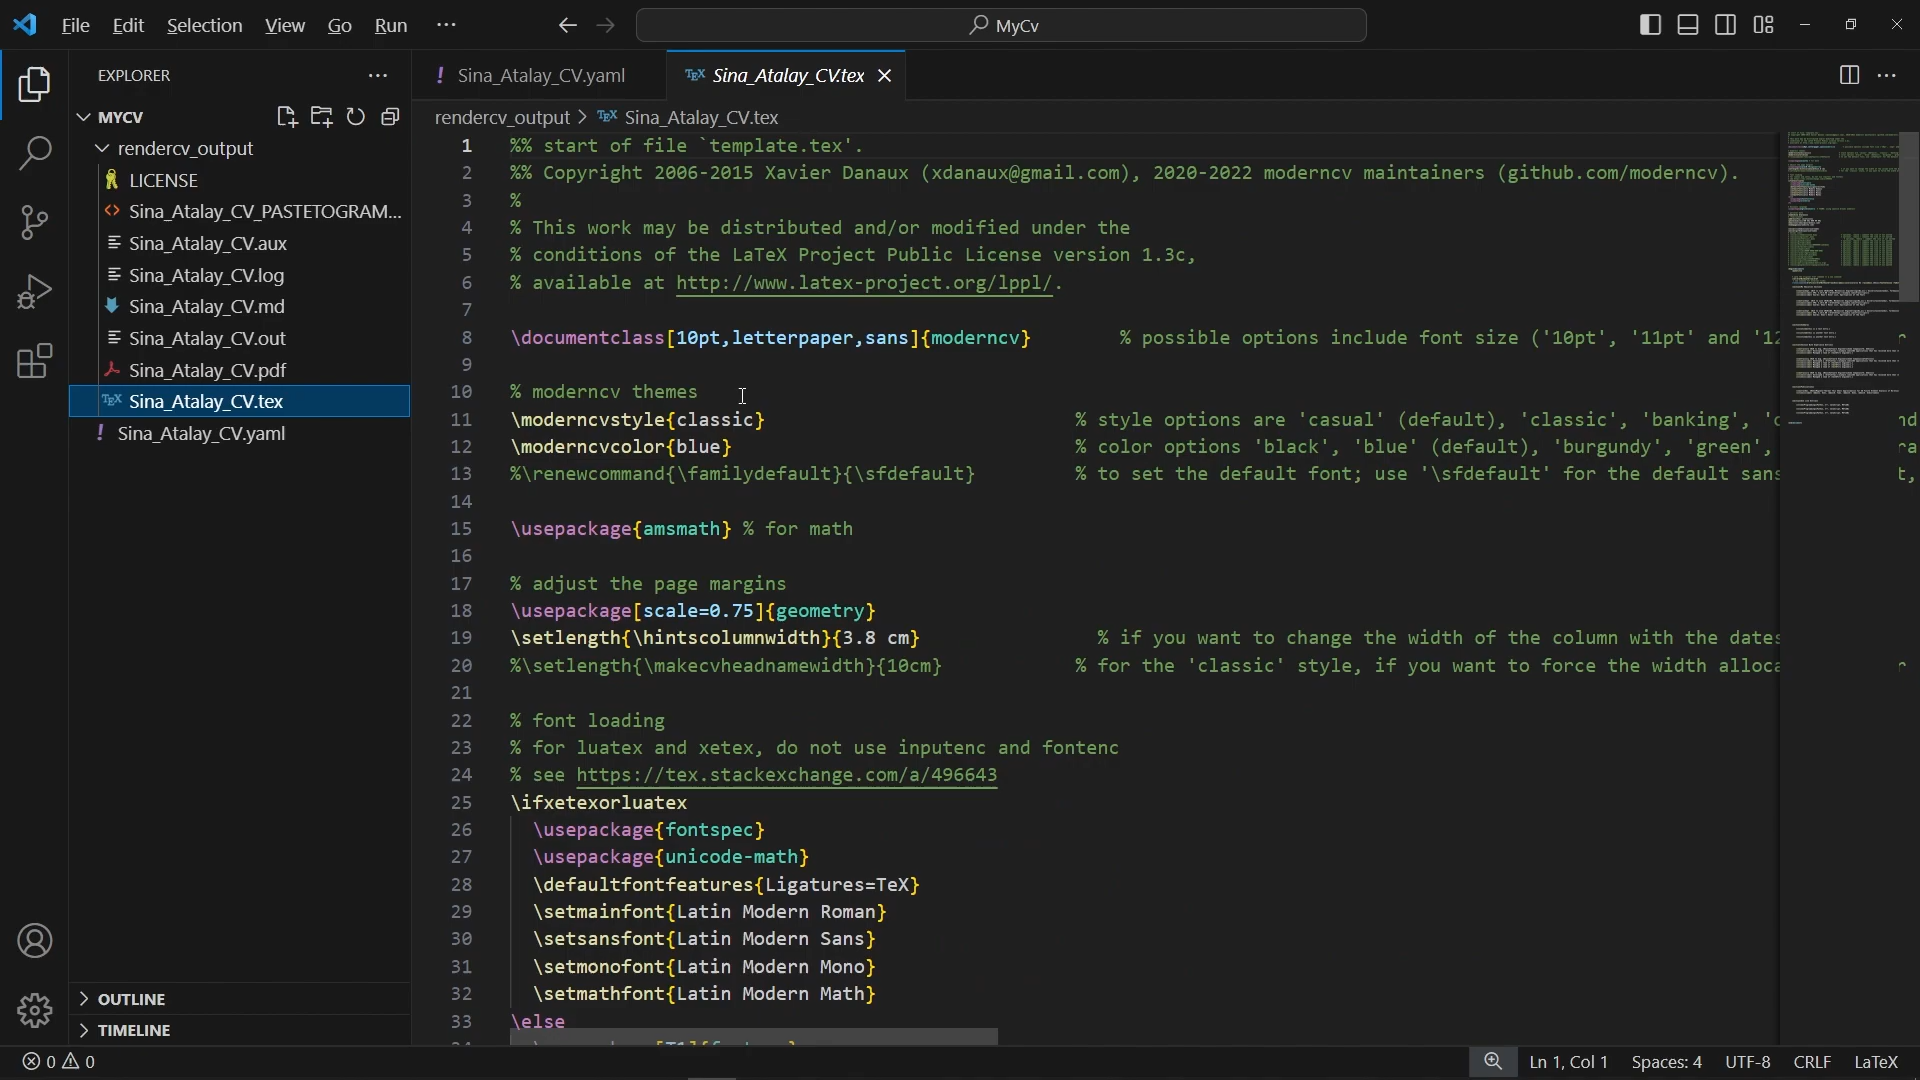 File Edit Selection View Go Run ···
MyCv
EXPLORER
MYCV
rendercv_output
LICENSE
Sina_Atalay_CV_PASTETOGRAM...
Sina_Atalay_CV.aux
Sina_Atalay_CV.log
Sina_Atalay_CV.md
Sina_Atalay_CV.out
Sina_Atalay_CV.pdf
Sina_Atalay_CV.tex
Sina_Atalay_CV.yaml
OUTLINE
TIMELINE
! Sina_Atalay_CV.yaml
TEX Sina_Atalay_CV.tex
rendercv_output > TEX Sina_Atalay_CV.tex
1 %% start of file `template.tex'.
2 %% Copyright 2006-2015 Xavier Danaux (xdanaux@gmail.com), 2020-2022 moderncv maintainers (github.com/moderncv).
3 %
4 % This work may be distributed and/or modified under the
5 % conditions of the LaTeX Project Public License version 1.3c,
6 % available at http://www.latex-project.org/lppl/.
7
8 \documentclass[10pt,letterpaper,sans]{moderncv} % possible options include font size ('10pt', '11pt' and '12
9
10 % moderncv themes
11 \moderncvstyle{classic} % style options are 'casual' (default), 'classic', 'banking', '
12 \moderncvcolor{blue} % color options 'black', 'blue' (default), 'burgundy', 'green',
13 %\renewcommand{\familydefault}{\sfdefault} % to set the default font; use '\sfdefault' for the default sans
14
15 \usepackage{amsmath} % for math
16
17 % adjust the page margins
18 \usepackage[scale=0.75]{geometry}
19 \setlength{\hintscolumnwidth}{3.8 cm} % if you want to change the width of the column with the dates
20 %\setlength{\makecvheadnamewidth}{10cm} % for the 'classic' style, if you want to force the width alloca
21
22 % font loading
23 % for luatex and xetex, do not use inputenc and fontenc
24 % see https://tex.stackexchange.com/a/496643
25 \ifxetexorluatex
26 \usepackage{fontspec}
27 \usepackage{unicode-math}
28 \defaultfontfeatures{Ligatures=TeX}
29 \setmainfont{Latin Modern Roman}
30 \setsansfont{Latin Modern Sans}
31 \setmonofont{Latin Modern Mono}
32 \setmathfont{Latin Modern Math}
33 \else
0 0
Ln 1, Col 1 Spaces: 4 UTF-8 CRLF LaTeX